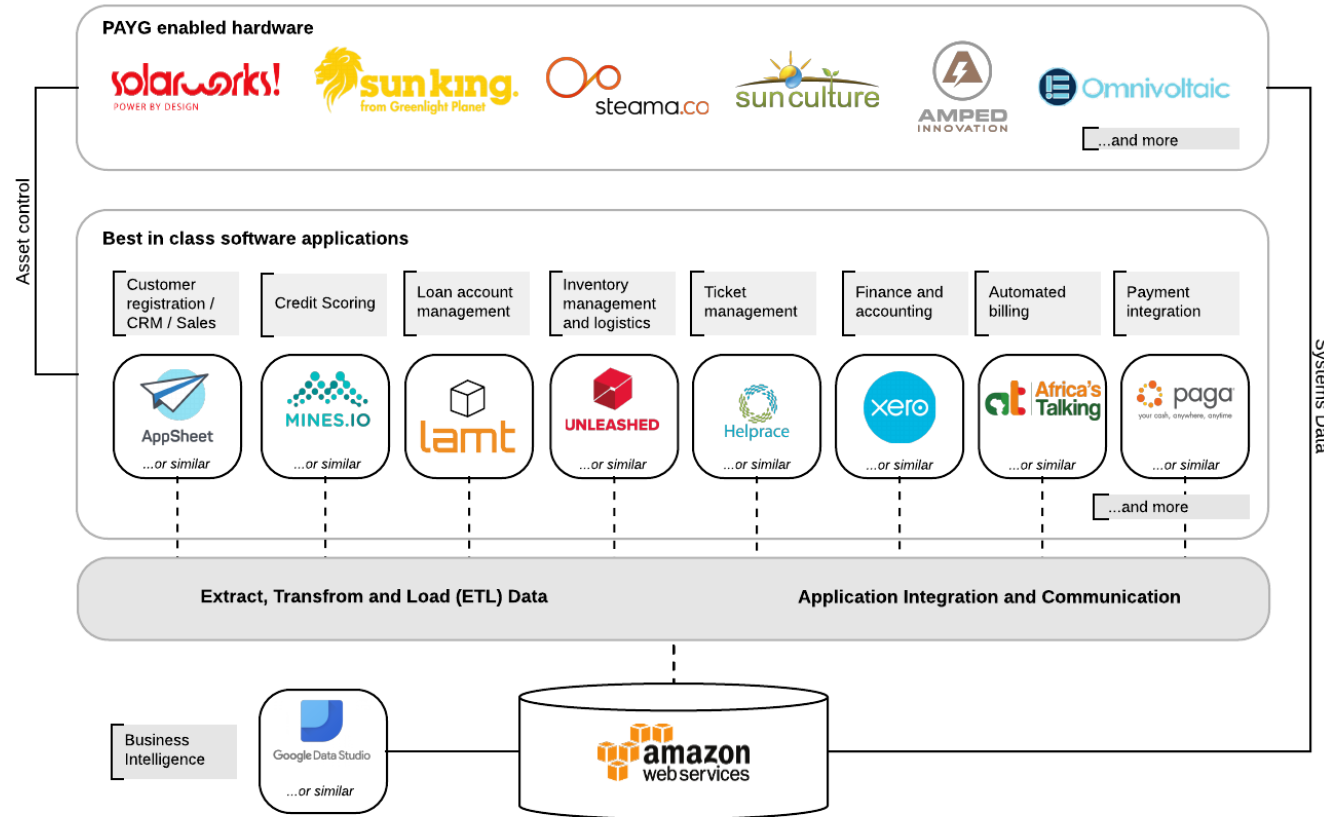 PAYG enabled hardware
solarworks!
POWER BY DESIGN
sun king.
from Greenlight Planet
steama.co
sunculture
AMPED
INNOVATION
Omnivoltaic
...and more
Asset control
Systems Data
Best in class software applications
Customer
registration /
CRM / Sales
Credit Scoring
Loan account
management
Inventory
management
and logistics
Ticket
management
Finance and
accounting
Automated
billing
Payment
integration
AppSheet
...or similar
MINES.IO
...or similar
lamt
UNLEASHED
...or similar
Helprace
...or similar
xero
...or similar
at Africa's
Talking
...or similar
paga
your cash, anywhere, anytime
...or similar
...and more
Extract, Transfrom and Load (ETL) Data
Application Integration and Communication
Business
Intelligence
Google Data Studio
...or similar
amazon
web services